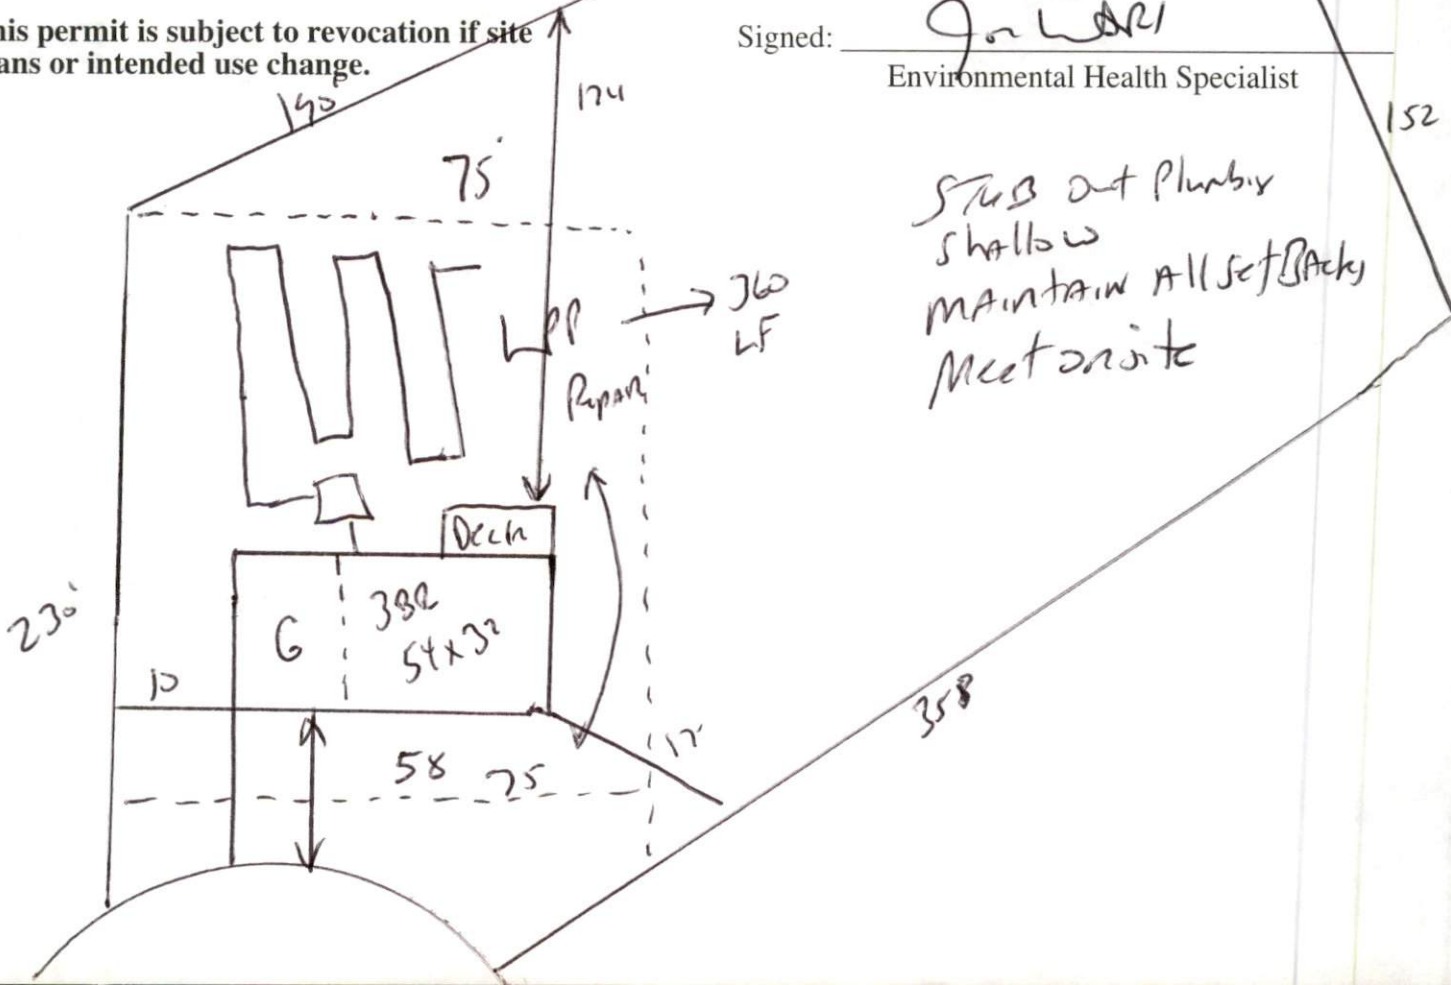 his permit is subject to revocation if site
ans or intended use change.
Signed:
Environmental Health Specialist
190
174
152
75'
STUB out Plumbing
shallow
MAINTAIN All SetBAcks
Meet onsite
LPP
360
LF
Repair
Deck
230'
G
54x32
10
58
75
17'
358